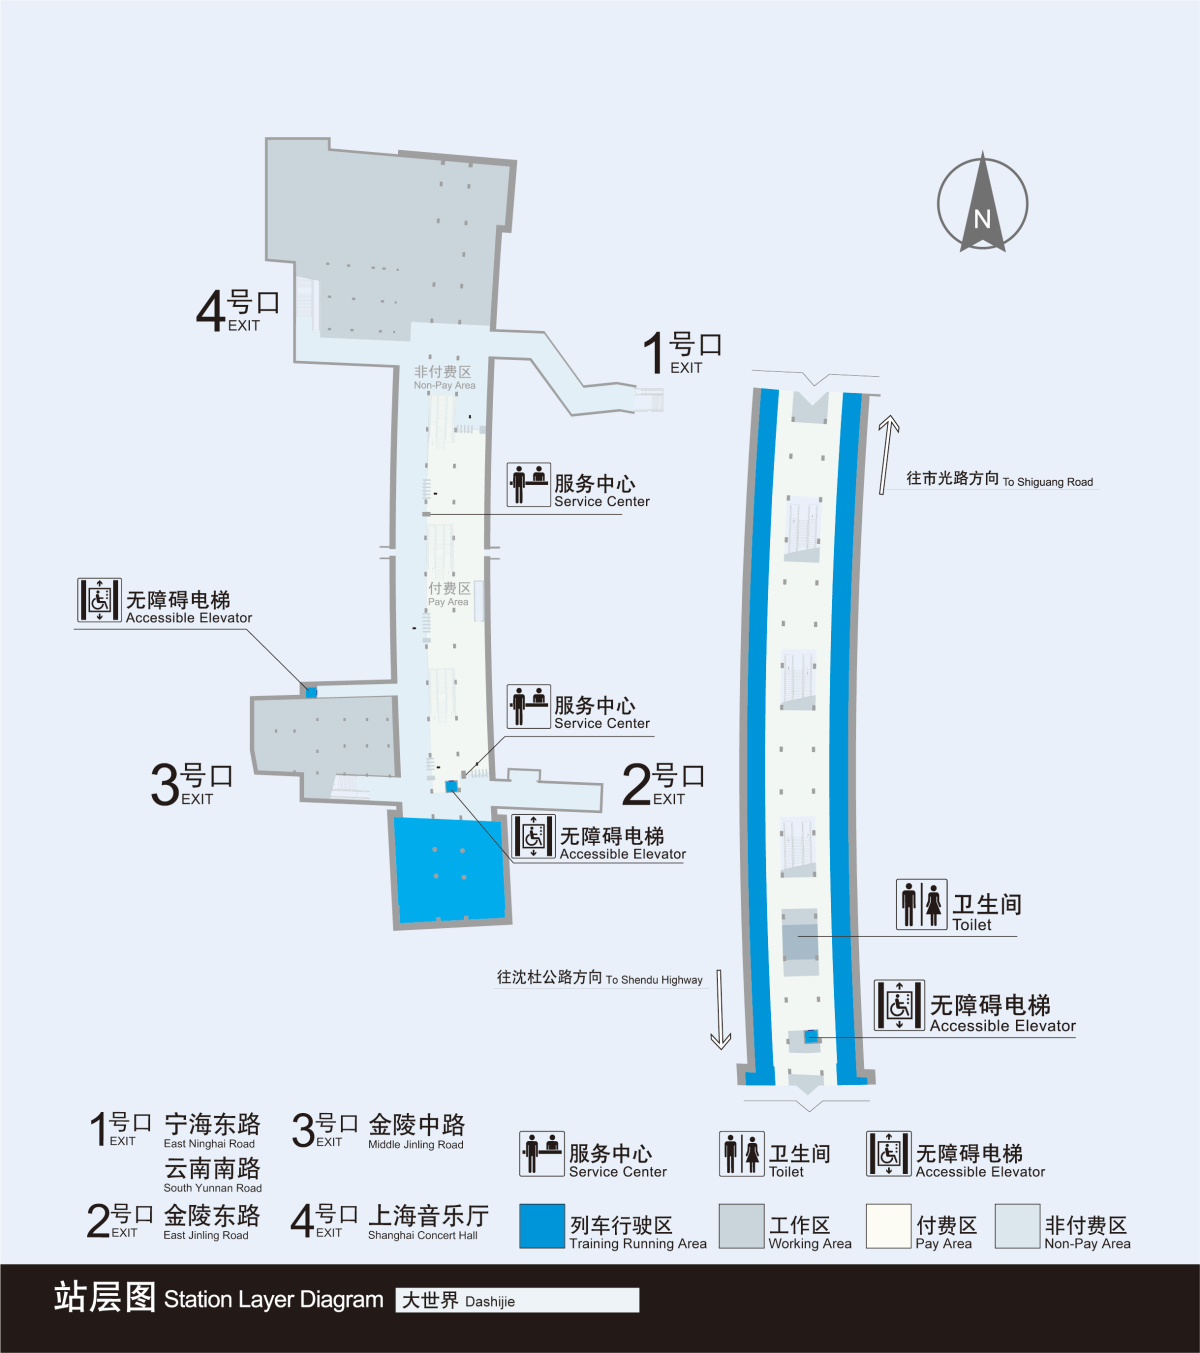 N
4号口
EXIT
1号口
EXIT
非付费区
Non-Pay Area
服务中心
Service Center
往市光路方向 To Shiguang Road
付费区
Pay Area
无障碍电梯
Accessible Elevator
服务中心
Service Center
3号口
EXIT
2号口
EXIT
无障碍电梯
Accessible Elevator
卫生间
Toilet
往沈杜公路方向 To Shendu Highway
无障碍电梯
Accessible Elevator
1号口 宁海东路
EXIT East Ninghai Road
云南南路
South Yunnan Road
2号口 金陵东路
EXIT East Jinling Road
3号口 金陵中路
EXIT Middle Jinling Road
4号口 上海音乐厅
EXIT Shanghai Concert Hall
服务中心
Service Center
卫生间
Toilet
无障碍电梯
Accessible Elevator
列车行驶区
Training Running Area
工作区
Working Area
付费区
Pay Area
非付费区
Non-Pay Area
站层图 Station Layer Diagram 大世界 Dashijie